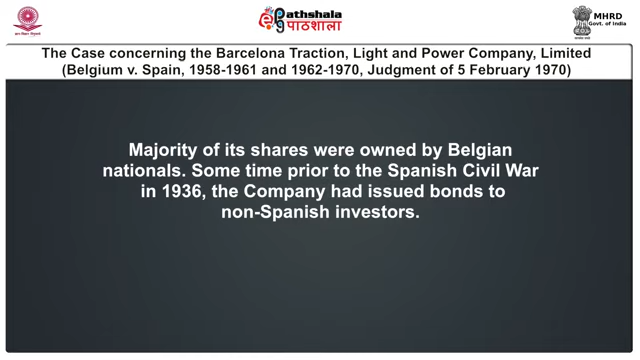 ePathshala
पाठशाला
MHRD
Govt. of India
The Case concerning the Barcelona Traction, Light and Power Company, Limited
(Belgium v. Spain, 1958-1961 and 1962-1970, Judgment of 5 February 1970)
Majority of its shares were owned by Belgian
nationals. Some time prior to the Spanish Civil War
in 1936, the Company had issued bonds to
non-Spanish investors.